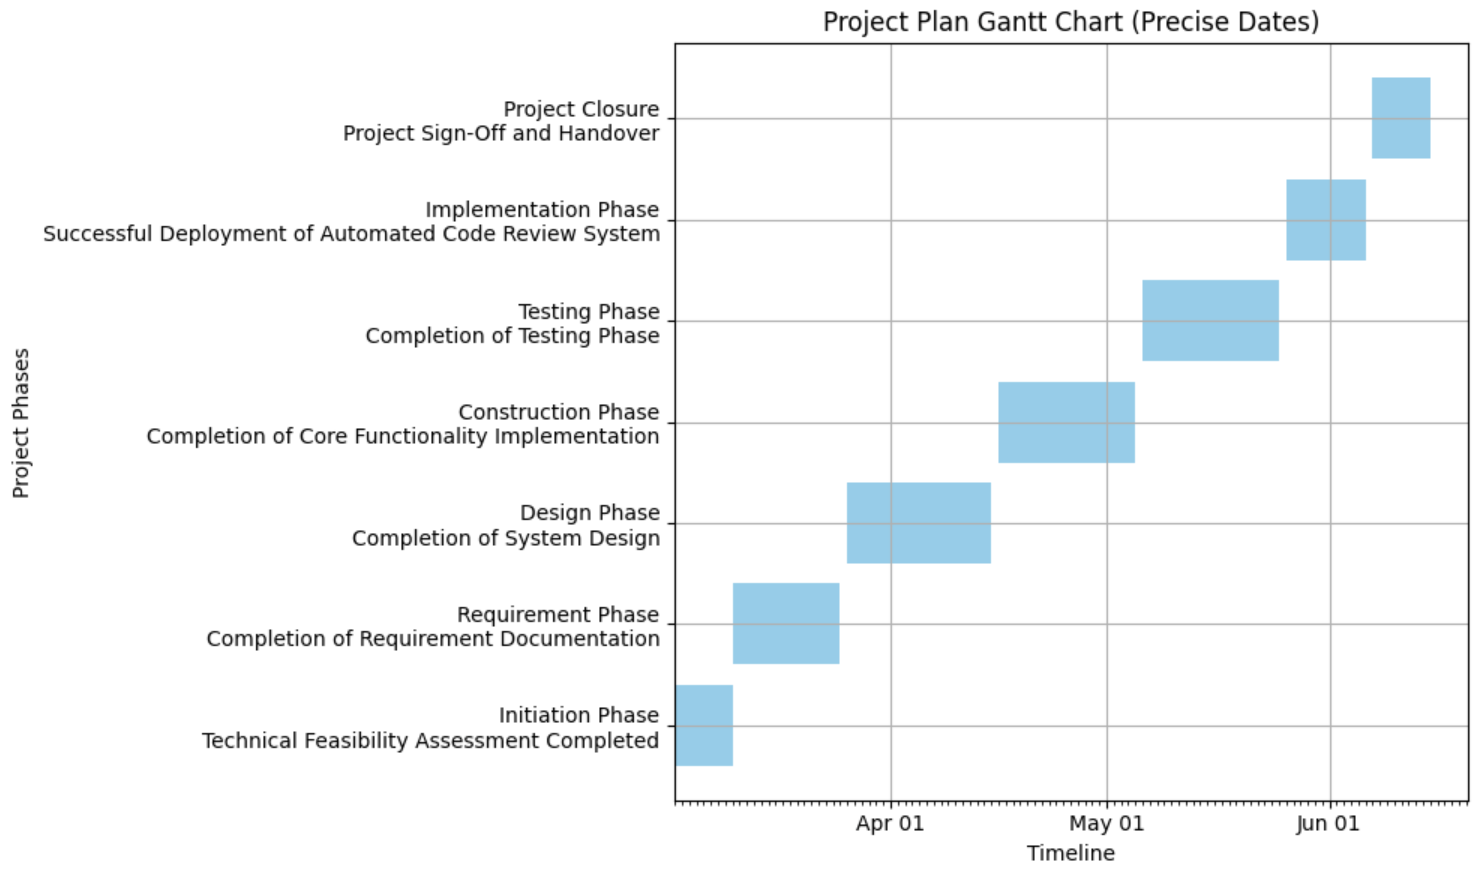 Project Plan Gantt Chart (Precise Dates)
Project Closure
Project Sign-Off and Handover
Implementation Phase
Successful Deployment of Automated Code Review System
Testing Phase
Completion of Testing Phase
Construction Phase
Completion of Core Functionality Implementation
Design Phase
Completion of System Design
Requirement Phase
Completion of Requirement Documentation
Initiation Phase
Technical Feasibility Assessment Completed
Project Phases
Apr 01
May 01
Jun 01
Timeline